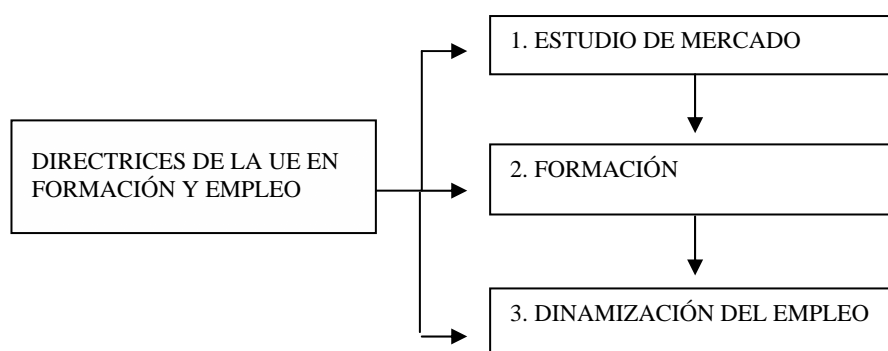 1. ESTUDIO DE MERCADO
DIRECTRICES DE LA UE EN
FORMACIÓN Y EMPLEO
2. FORMACIÓN
3. DINAMIZACIÓN DEL EMPLEO